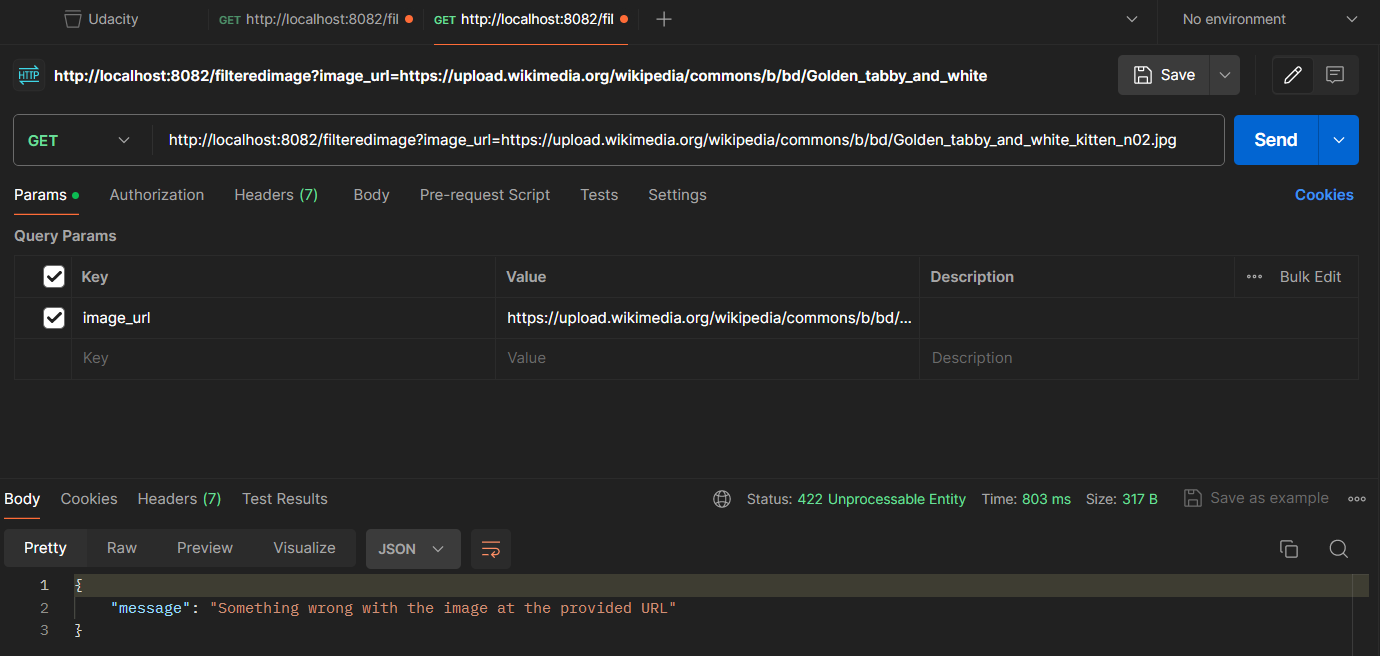 Udacity GET http://localhost:8082/fil GET http://localhost:8082/fil No environment
HTTP http://localhost:8082/filteredimage?image_url=https://upload.wikimedia.org/wikipedia/commons/b/bd/Golden_tabby_and_white Save
GET http://localhost:8082/filteredimage?image_url=https://upload.wikimedia.org/wikipedia/commons/b/bd/Golden_tabby_and_white_kitten_n02.jpg Send
Params Authorization Headers (7) Body Pre-request Script Tests Settings Cookies
Query Params
Key Value Description Bulk Edit
image_url https://upload.wikimedia.org/wikipedia/commons/b/bd/...
Key Value Description
Body Cookies Headers (7) Test Results Status: 422 Unprocessable Entity Time: 803 ms Size: 317 B Save as example
Pretty Raw Preview Visualize JSON
1 {
2 "message": "Something wrong with the image at the provided URL"
3 }